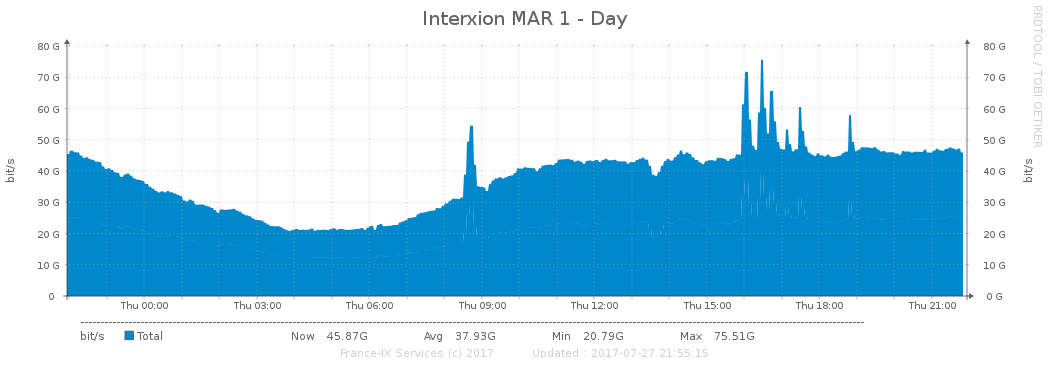 Interxion MAR 1 - Day
RRDTOOL / TOBI OETIKER
80 G 80 G
70 G 70 G
60 G 60 G
50 G 50 G
40 G 40 G
30 G 30 G
20 G 20 G
10 G 10 G
0 0 G
bit/s
bit/s
Thu 00:00 Thu 03:00 Thu 06:00 Thu 09:00 Thu 12:00 Thu 15:00 Thu 18:00 Thu 21:00
bit/s Total Now 45.87G Avg 37.93G Min 20.79G Max 75.51G
France-IX Services (c) 2017 Updated : 2017-07-27 21:55:15